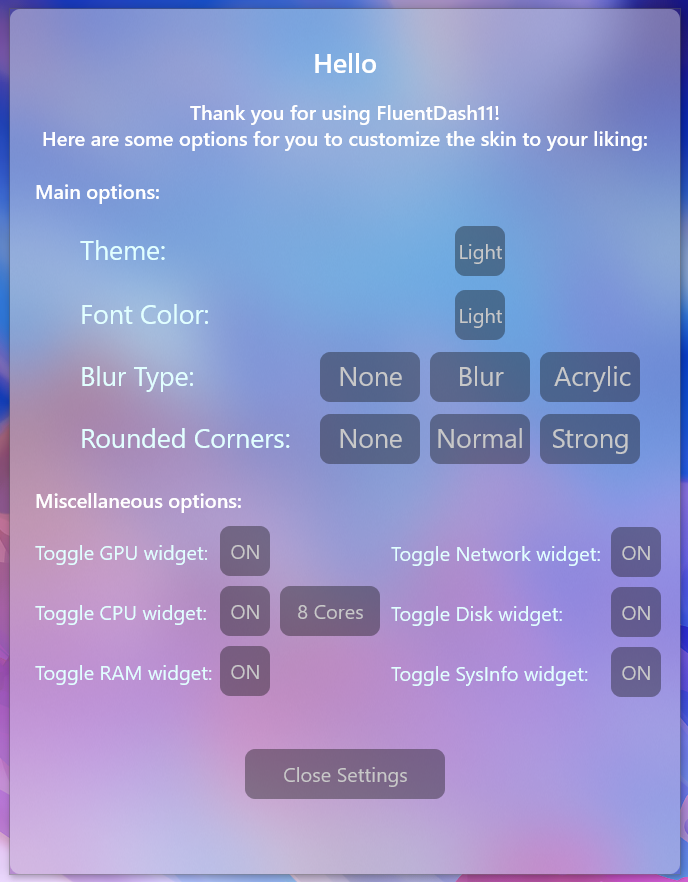 Hello
Thank you for using FluentDash11!
Here are some options for you to customize the skin to your liking:
Main options:
Theme: Light
Font Color: Light
Blur Type: None Blur Acrylic
Rounded Corners: None Normal Strong
Miscellaneous options:
Toggle GPU widget: ON Toggle Network widget: ON
Toggle CPU widget: ON 8 Cores Toggle Disk widget: ON
Toggle RAM widget: ON Toggle SysInfo widget: ON
Close Settings